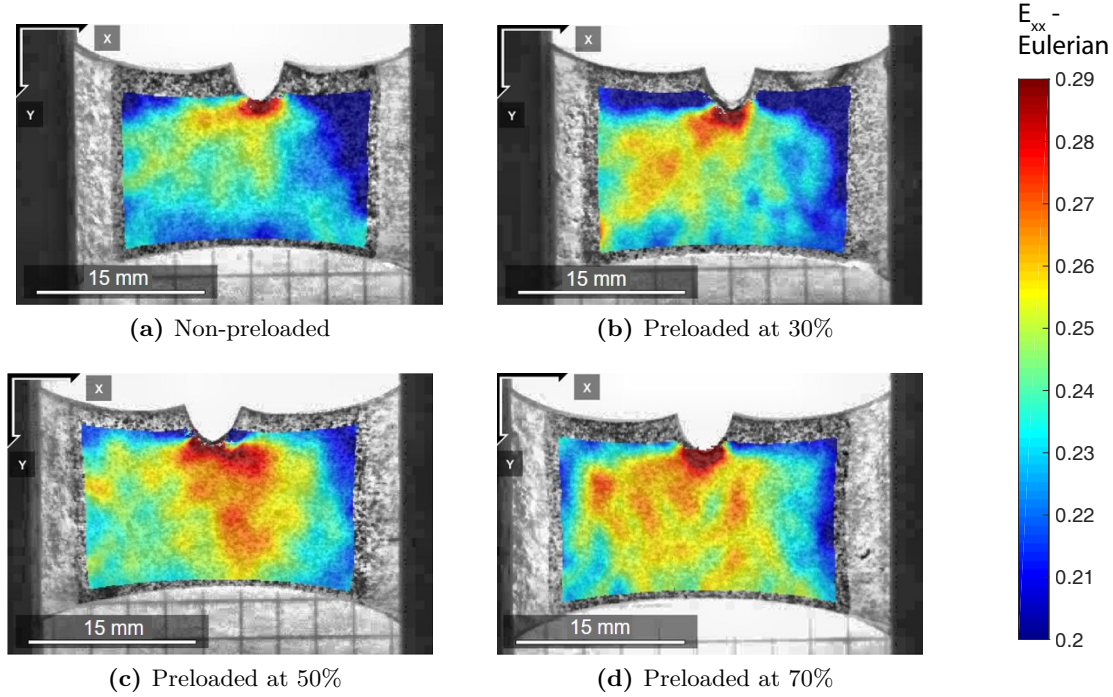 X
Y
15 mm
(a) Non-preloaded
X
Y
15 mm
(b) Preloaded at 30%
X
Y
15 mm
(c) Preloaded at 50%
X
Y
15 mm
(d) Preloaded at 70%
Exx -
Eulerian
0.29
0.28
0.27
0.26
0.25
0.24
0.23
0.22
0.21
0.2